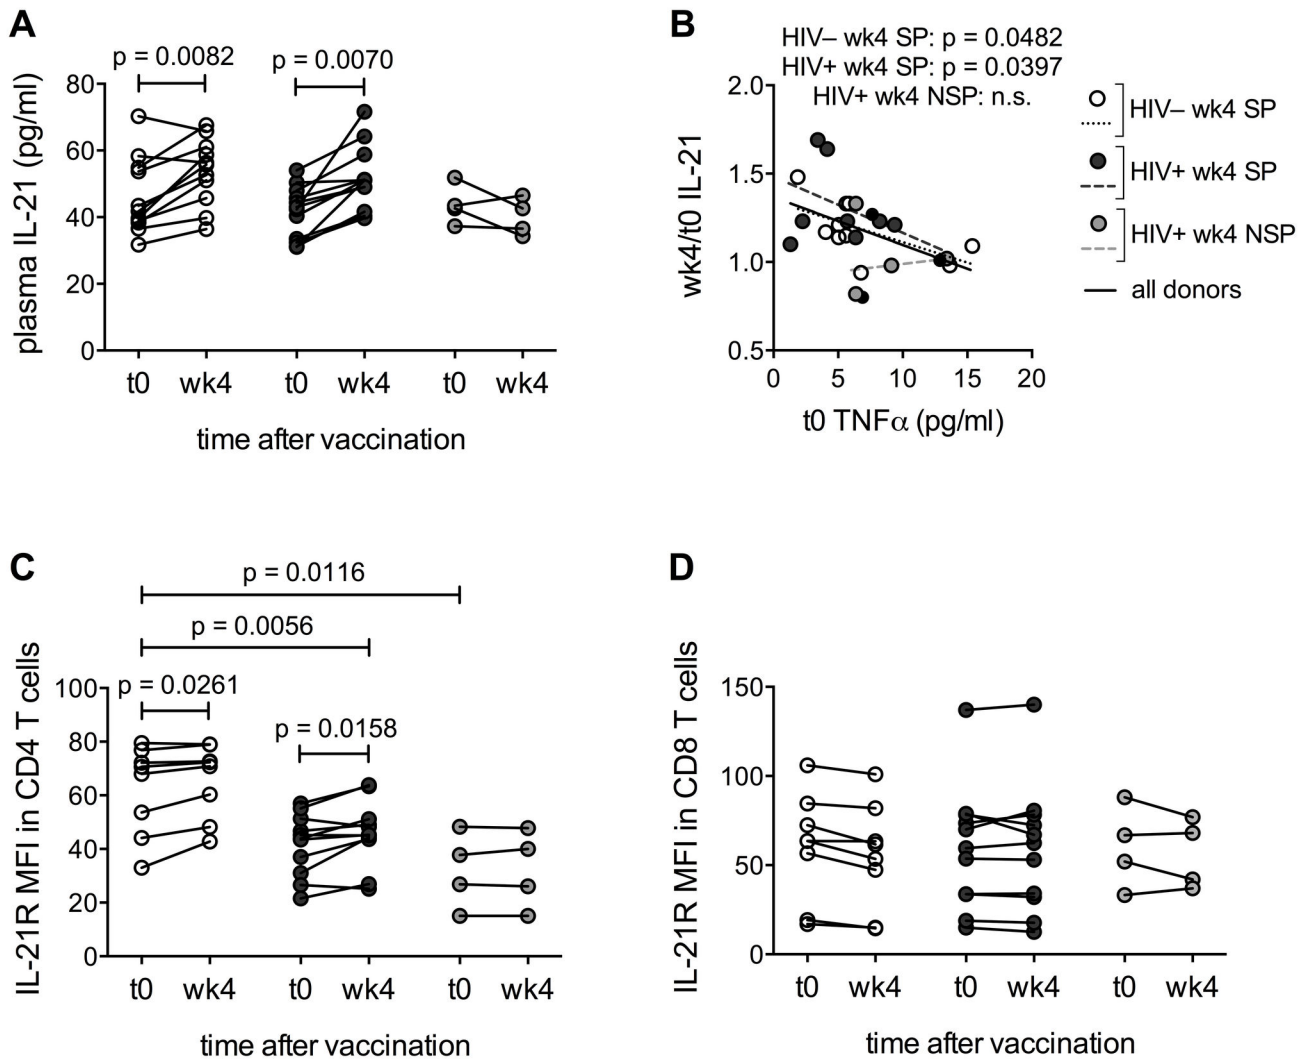 A
p = 0.0082
p = 0.0070
plasma IL-21 (pg/ml)
80
60
40
20
0
t0 wk4 t0 wk4 t0 wk4
time after vaccination
B
HIV– wk4 SP: p = 0.0482
HIV+ wk4 SP: p = 0.0397
HIV+ wk4 NSP: n.s.
wk4/t0 IL-21
2.0
1.5
1.0
0.5
0 5 10 15 20
t0 TNFα (pg/ml)
HIV– wk4 SP
HIV+ wk4 SP
HIV+ wk4 NSP
all donors
C
p = 0.0116
p = 0.0056
p = 0.0261
p = 0.0158
IL-21R MFI in CD4 T cells
100
80
60
40
20
0
t0 wk4 t0 wk4 t0 wk4
time after vaccination
D
IL-21R MFI in CD8 T cells
150
100
50
0
t0 wk4 t0 wk4 t0 wk4
time after vaccination